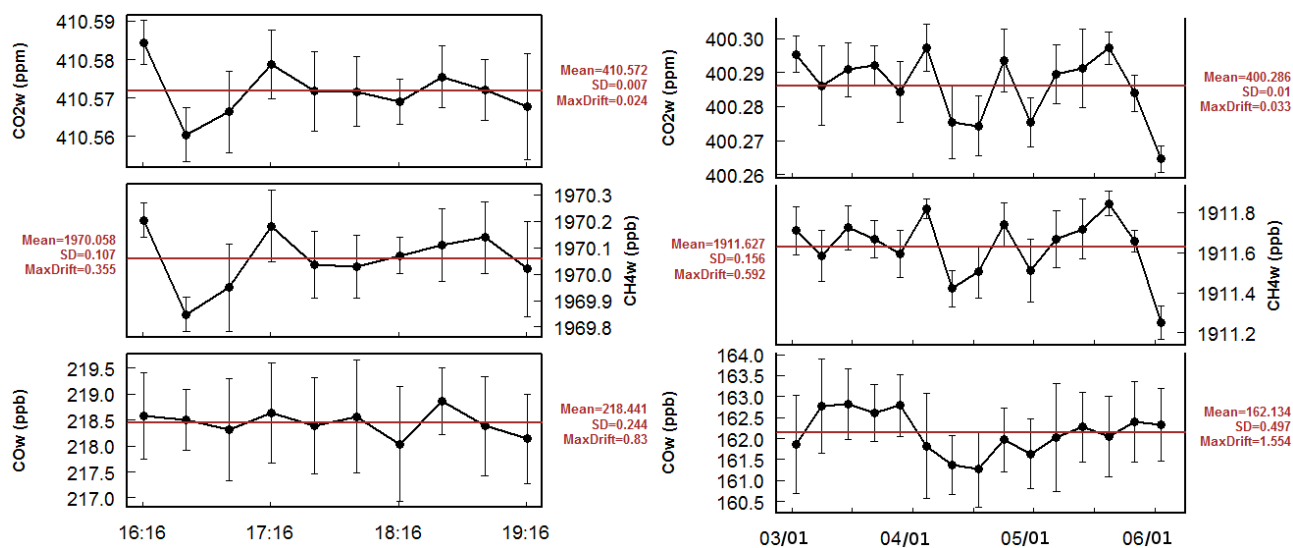 CO2w (ppm)
410.59
410.58
410.57
410.56
Mean=410.572
SD=0.007
MaxDrift=0.024
Mean=1970.058
SD=0.107
MaxDrift=0.355
1970.3
1970.2
1970.1
1970.0
1969.9
1969.8
CH4w (ppb)
COw (ppb)
219.5
219.0
218.5
218.0
217.5
217.0
Mean=218.441
SD=0.244
MaxDrift=0.83
16:16
17:16
18:16
19:16
CO2w (ppm)
400.30
400.29
400.28
400.27
400.26
Mean=400.286
SD=0.01
MaxDrift=0.033
Mean=1911.627
SD=0.156
MaxDrift=0.592
1911.8
1911.6
1911.4
1911.2
CH4w (ppb)
COw (ppb)
164.0
163.5
163.0
162.5
162.0
161.5
161.0
160.5
Mean=162.134
SD=0.497
MaxDrift=1.554
03/01
04/01
05/01
06/01